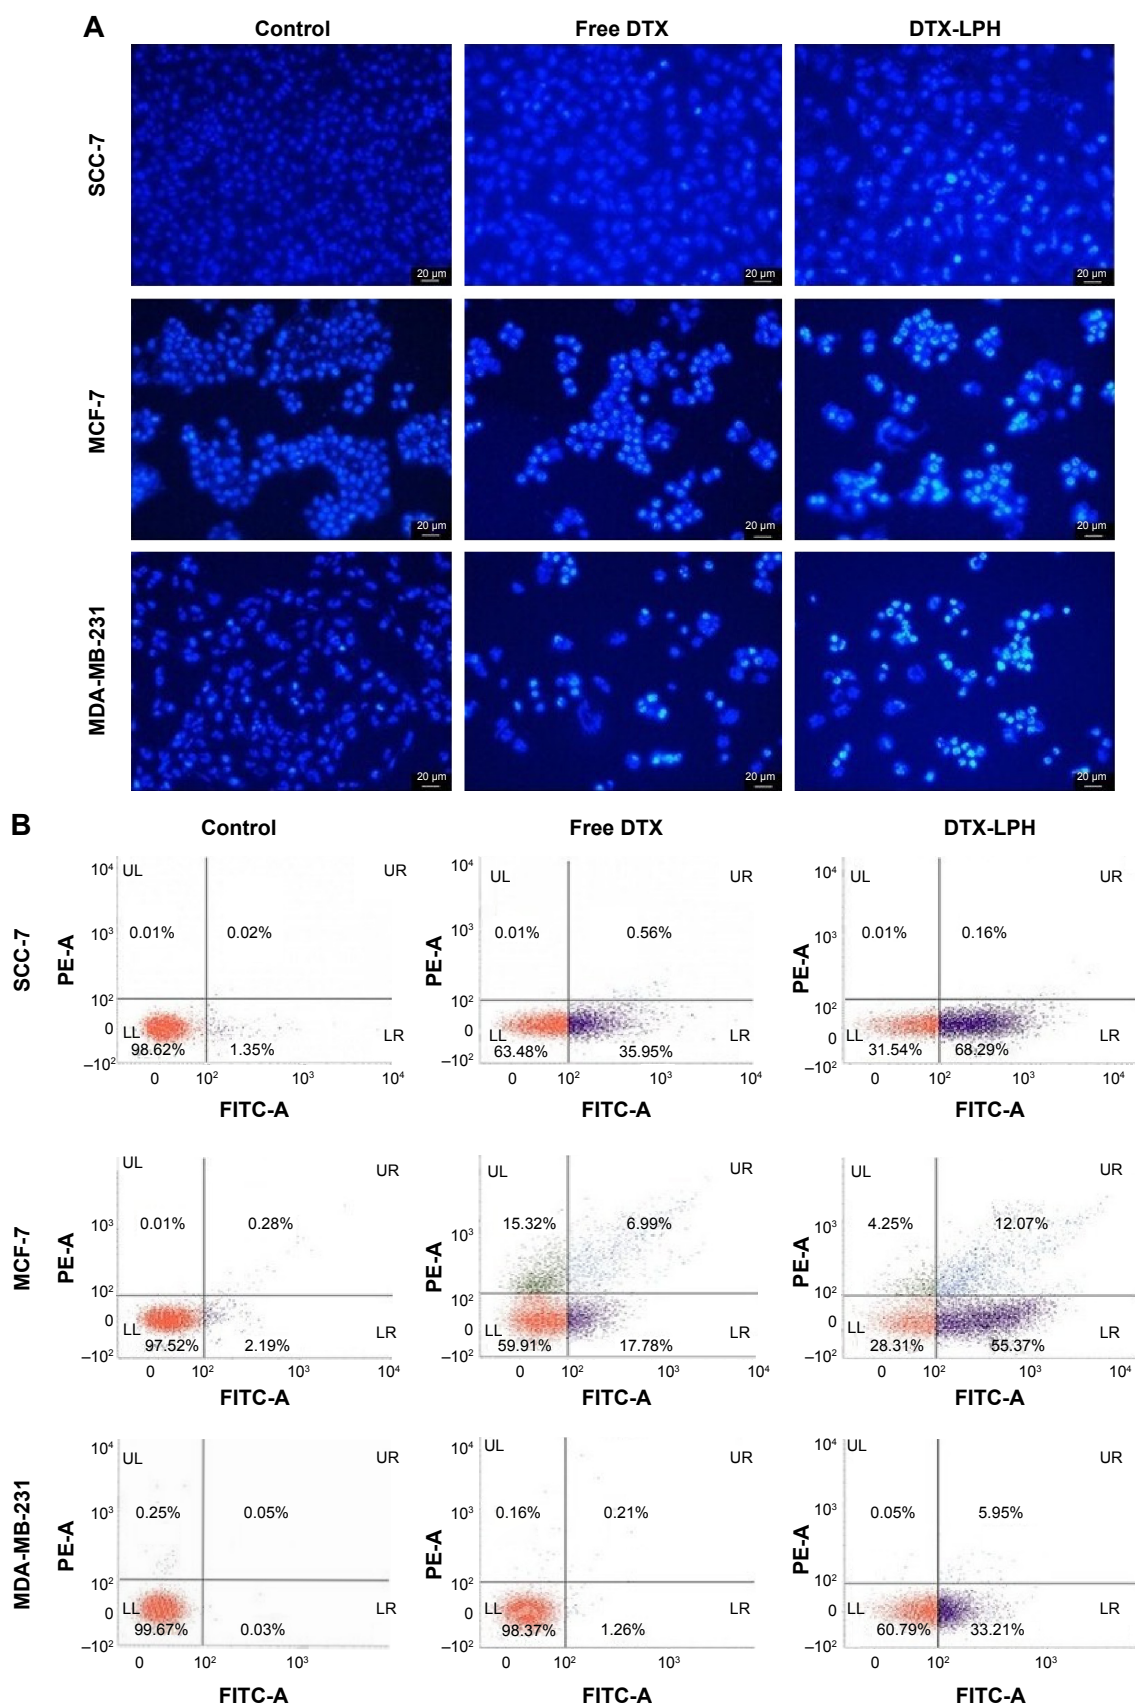 A
Control Free DTX DTX-LPH
SCC-7
20 µm 20 µm 20 µm
MCF-7
20 µm 20 µm 20 µm
MDA-MB-231
20 µm 20 µm 20 µm
B
Control Free DTX DTX-LPH
SCC-7
PE-A
10⁴ UL UR
10³ 0.01% 0.02%
10²
0 LL LR
–10² 98.62% 1.35%
0 10² 10³ 10⁴
FITC-A
PE-A
10⁴ UL UR
10³ 0.01% 0.56%
10²
0 LL LR
–10² 63.48% 35.95%
0 10² 10³ 10⁴
FITC-A
PE-A
10⁴ UL UR
10³ 0.01% 0.16%
10²
0 LL LR
–10² 31.54% 68.29%
0 10² 10³ 10⁴
FITC-A
MCF-7
PE-A
UL UR
10³ 0.01% 0.28%
10²
0 LL LR
–10² 97.52% 2.19%
0 10² 10³ 10⁴
FITC-A
PE-A
UL UR
10³ 15.32% 6.99%
10²
0 LL LR
–10² 59.91% 17.78%
0 10² 10³ 10⁴
FITC-A
PE-A
UL UR
10³ 4.25% 12.07%
10²
0 LL LR
–10² 28.31% 55.37%
0 10² 10³ 10⁴
FITC-A
MDA-MB-231
PE-A
10⁴ UL UR
10³ 0.25% 0.05%
10²
0 LL LR
–10² 99.67% 0.03%
0 10² 10³
FITC-A
PE-A
10⁴ UL UR
10³ 0.16% 0.21%
10²
0 LL LR
–10² 98.37% 1.26%
0 10² 10³
FITC-A
PE-A
10⁴ UL UR
10³ 0.05% 5.95%
10²
0 LL LR
–10² 60.79% 33.21%
0 10² 10³
FITC-A